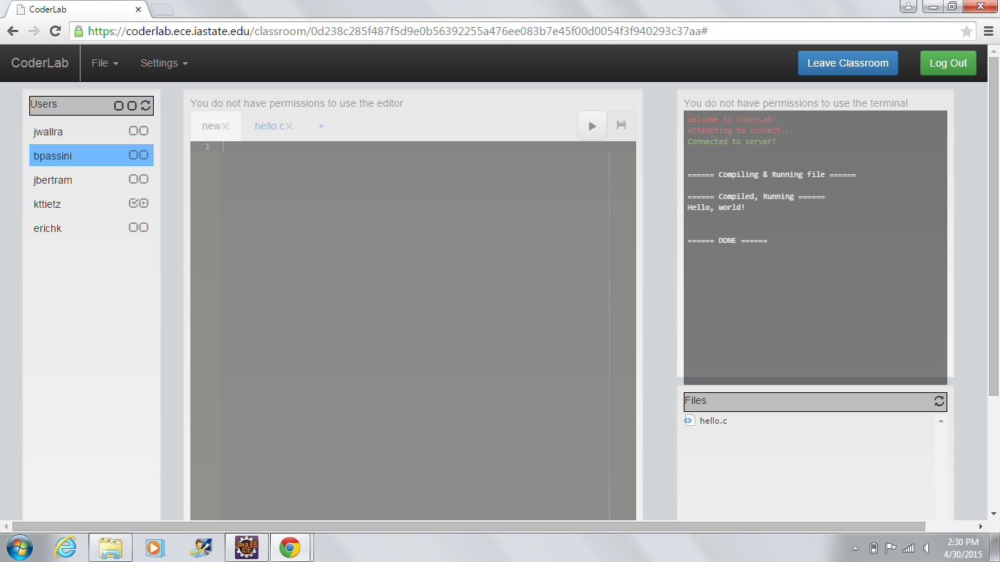 CoderLab
https://coderlab.ece.iastate.edu/classroom/0d238c285f487f5d9e0b56392255a476ee083b7e45f00d0054f3f940293c37aa#
CoderLab File Settings Leave Classroom Log Out
Users
jwallra
bpassini
jbertram
kttietz
erichk
You do not have permissions to use the editor
new hello.c +
1
You do not have permissions to use the terminal
Welcome to CoderLab!
Attempting to connect...
Connected to server!
====== Compiling & Running file ======
====== Compiled, Running ======
Hello, world!
====== DONE ======
Files
hello.c
Java EE
IDE
2:30 PM
4/30/2015